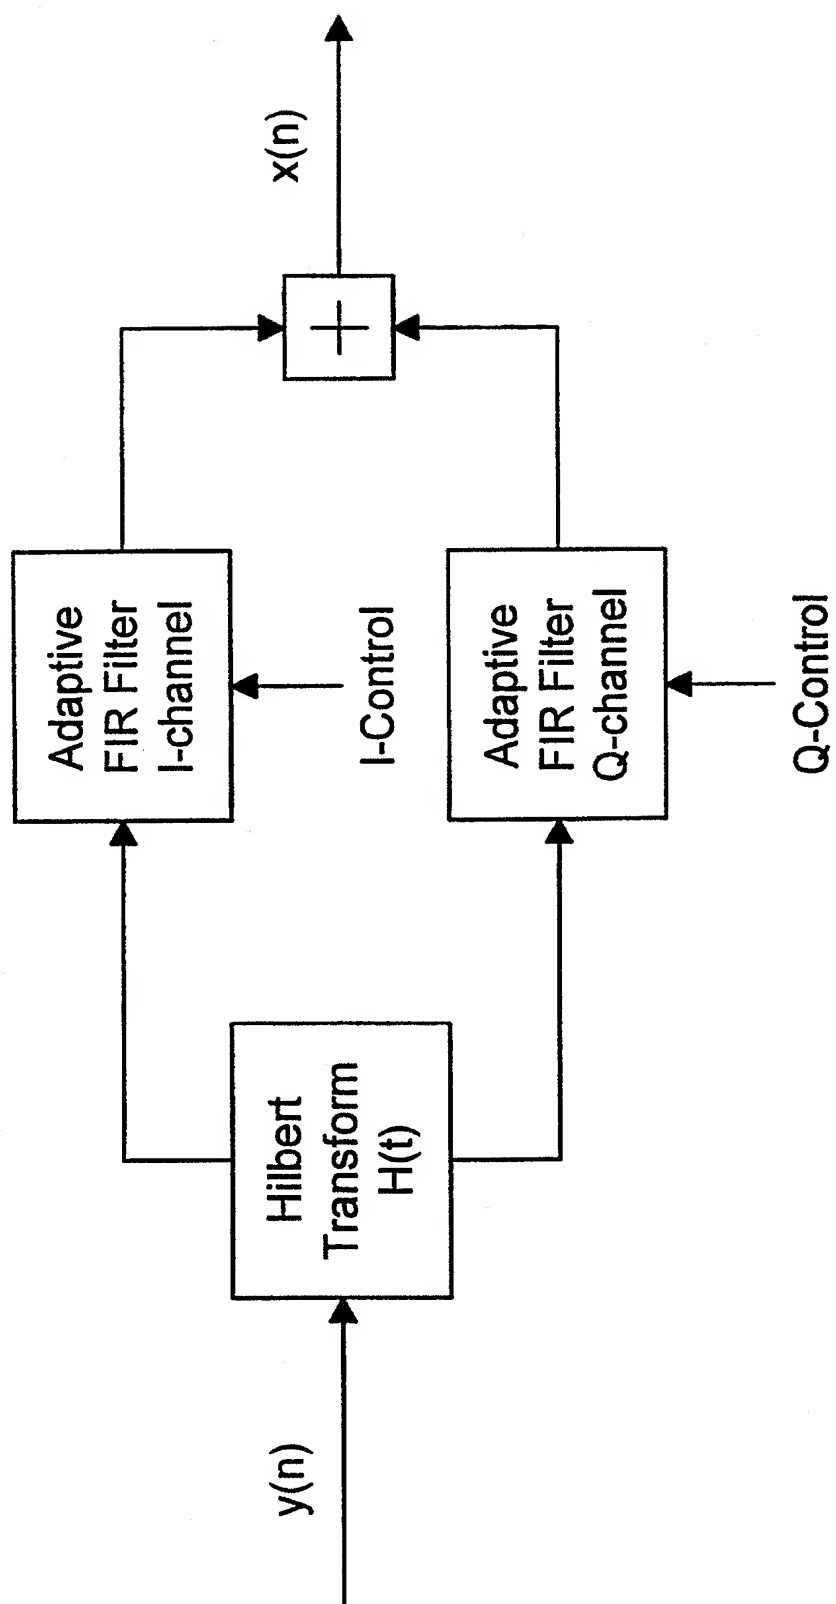 y(n)
Hilbert
Transform
H(t)
Adaptive
FIR Filter
I-channel
I-Control
Adaptive
FIR Filter
Q-channel
Q-Control
+
x(n)